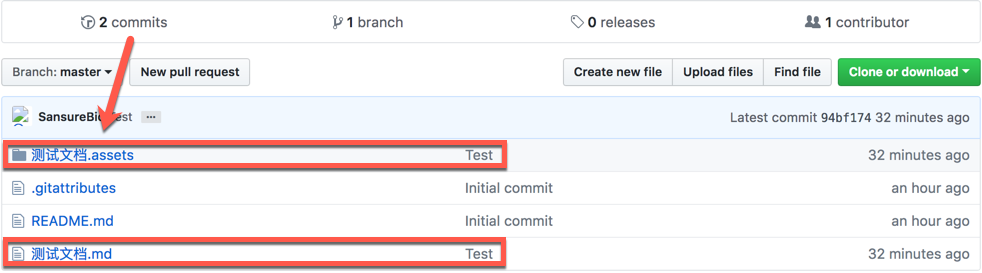 2 commits 1 branch 0 releases 1 contributor
Branch: master New pull request Create new file Upload files Find file Clone or download
Latest commit 94bf174 32 minutes ago
测试文档.assets Test 32 minutes ago
.gitattributes Initial commit an hour ago
README.md Initial commit an hour ago
测试文档.md Test 32 minutes ago